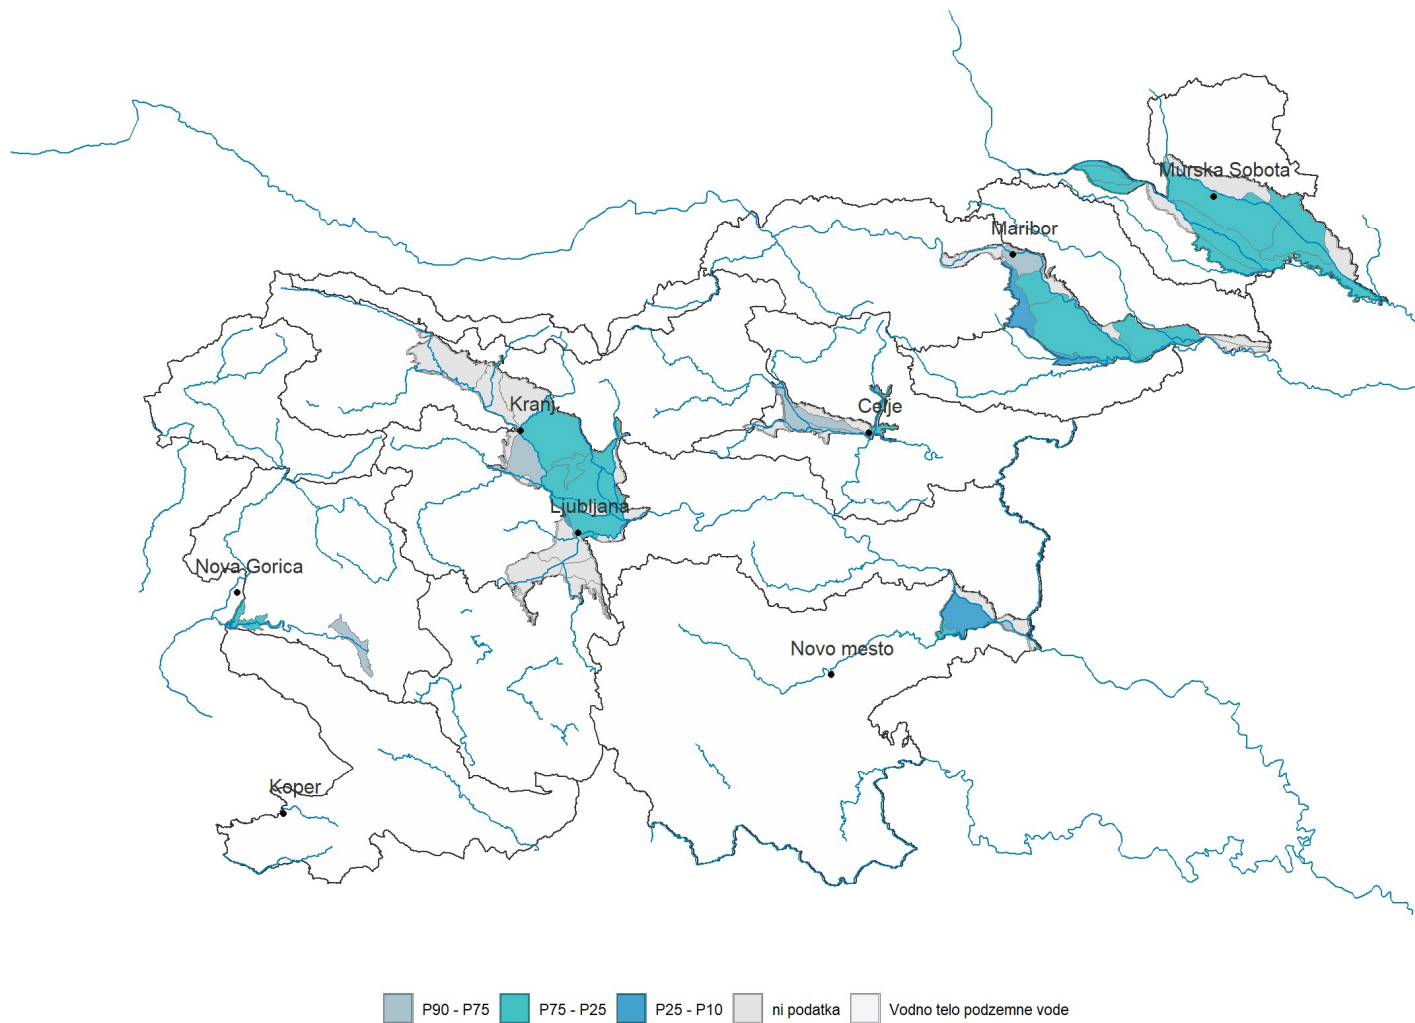 Murska Sobota
Maribor
Kranj
Celje
Ljubljana
Nova Gorica
Novo mesto
Koper
P90 - P75
P75 - P25
P25 - P10
ni podatka
Vodno telo podzemne vode